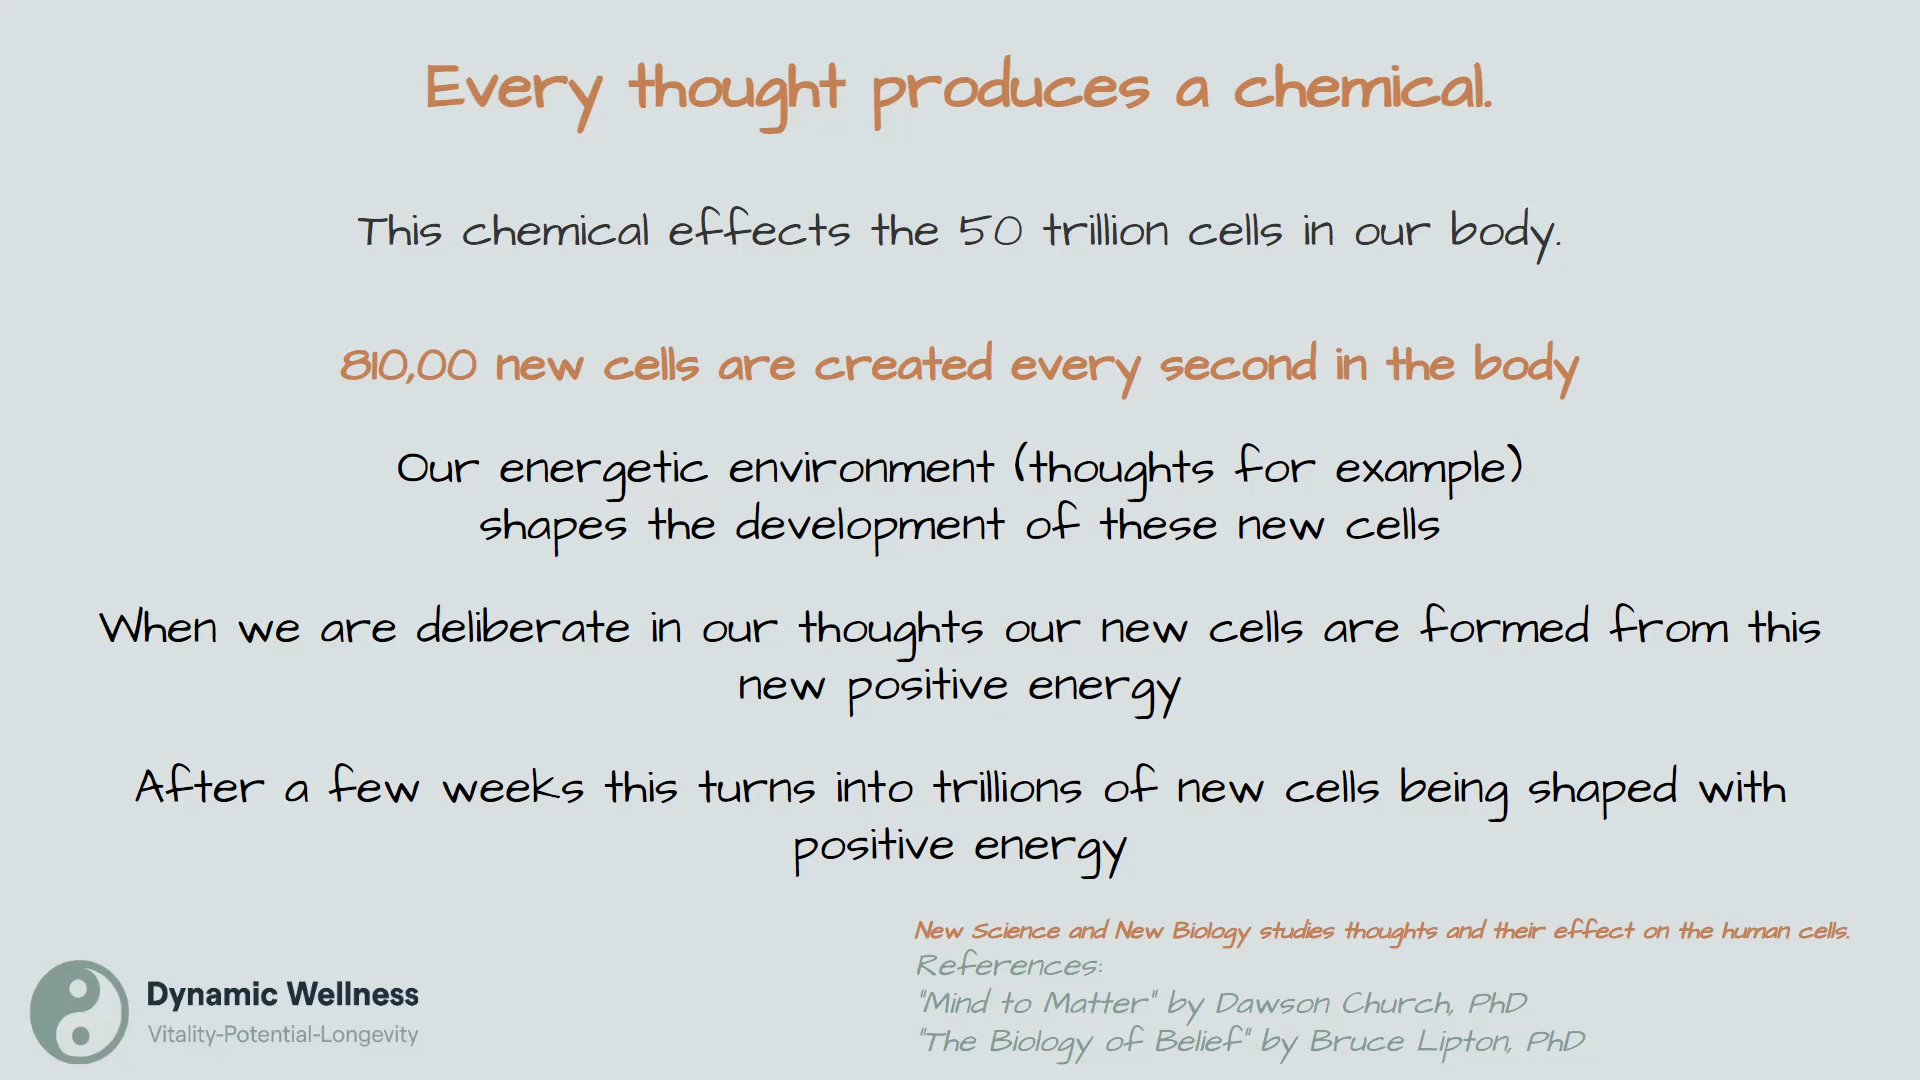 Every thought produces a chemical.
This chemical effects the 50 trillion cells in our body.
810,00 new cells are created every second in the body
Our energetic environment (thoughts for example)
shapes the development of these new cells
When we are deliberate in our thoughts our new cells are formed from this
new positive energy
After a few weeks this turns into trillions of new cells being shaped with
positive energy
New Science and New Biology studies thoughts and their effect on the human cells.
References:
"Mind to Matter" by Dawson Church, PhD
"The Biology of Belief" by Bruce Lipton, PhD
Dynamic Wellness
Vitality-Potential-Longevity